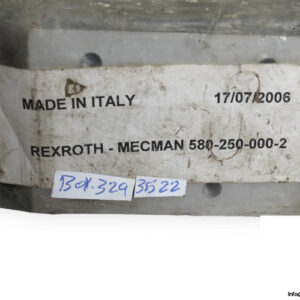 MADE IN ITALY 17/07/2006
REXROTH - MECMAN 580-250-000-2
Box.329 3522